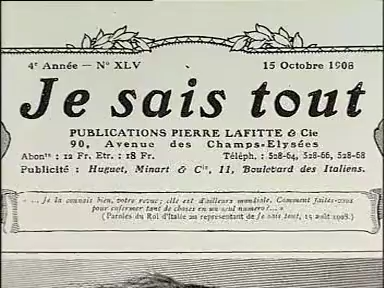 4e Année — No XLV 15 Octobre 1908
Je sais tout
PUBLICATIONS PIERRE LAFITTE & Cie
90, Avenue des Champs-Elysées
Abonts : 12 Fr. Etr. : 18 Fr. Téléph. : 528-64, 528-66, 528-68
Publicité : Huguet, Minart & Cie, 11, Boulevard des Italiens.
« ... Je la connais bien, votre revue; elle est d'ailleurs mondiale. Comment faites-vous
pour enfermer tant de choses en un seul numéro?... »
(Paroles du Roi d'Italie au représentant de Je sais tout, 15 août 1908.)